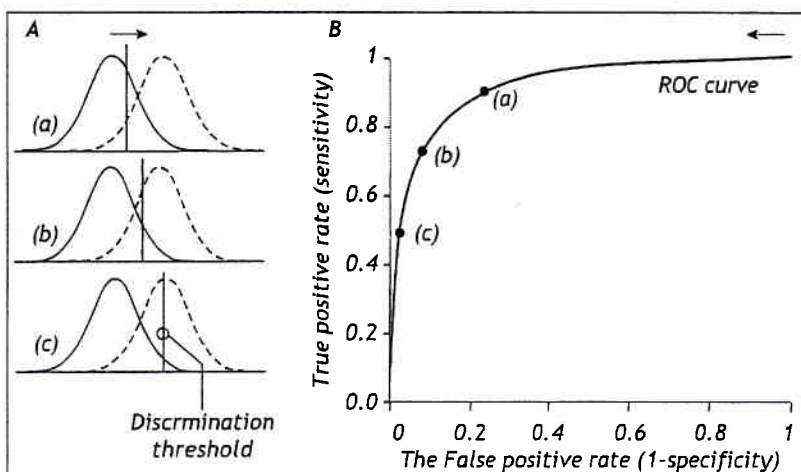 A
(a)
(b)
(c)
Discrmination
threshold
B
True positive rate (sensitivity)
1
0.8
0.6
0.4
0.2
0.0
ROC curve
(a)
(b)
(c)
0 0.2 0.4 0.6 0.8 1
The False positive rate (1-specificity)